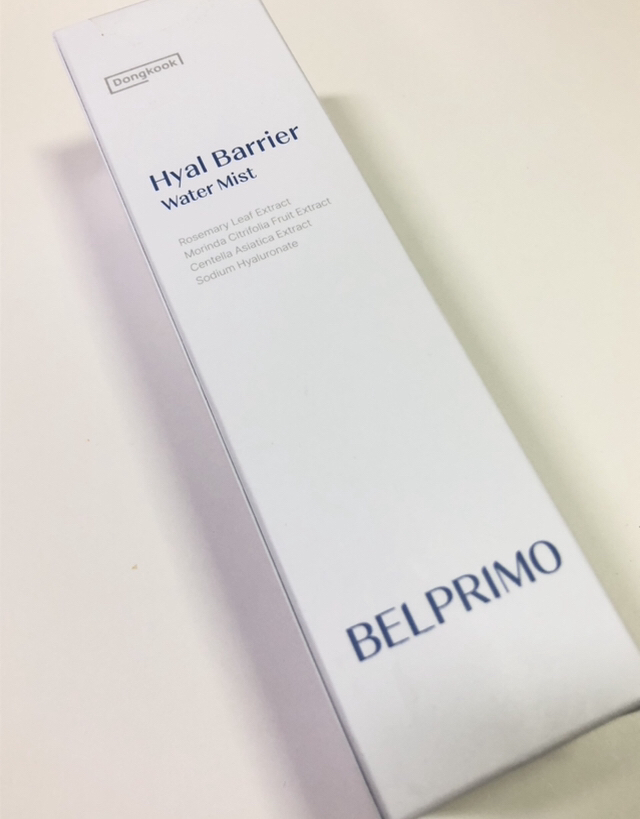 Dongkook
Hyal Barrier
Water Mist
Rosemary Leaf Extract
Morinda Citrifolia Fruit Extract
Centella Asiatica Extract
Sodium Hyaluronate
BELPRIMO